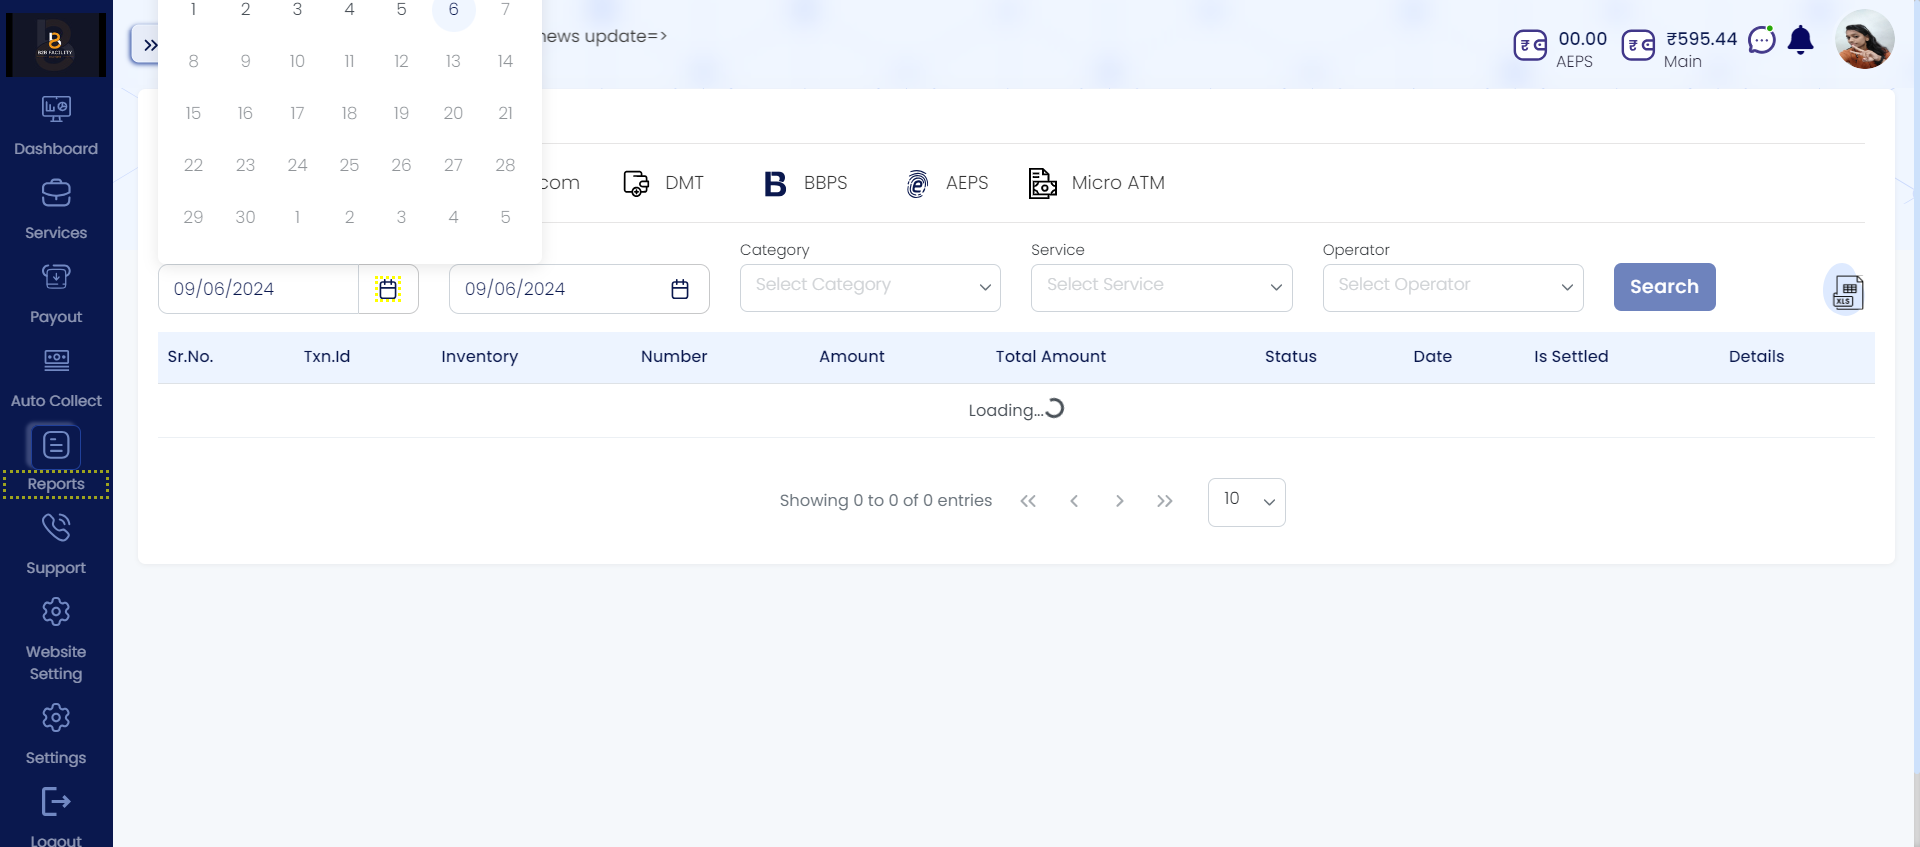 B2B FACILITY
1 2 3 4 5 6 7
8 9 10 11 12 13 14
15 16 17 18 19 20 21
22 23 24 25 26 27 28
29 30 1 2 3 4 5
news update=>
00.00
AEPS
₹595.44
Main
Dashboard
Services
Payout
Auto Collect
Reports
Support
Website
Setting
Settings
Logout
com DMT BBPS AEPS Micro ATM
Category Service Operator
09/06/2024 09/06/2024 Select Category Select Service Select Operator Search XLS
Sr.No. Txn.Id Inventory Number Amount Total Amount Status Date Is Settled Details
Loading...
Showing 0 to 0 of 0 entries 10